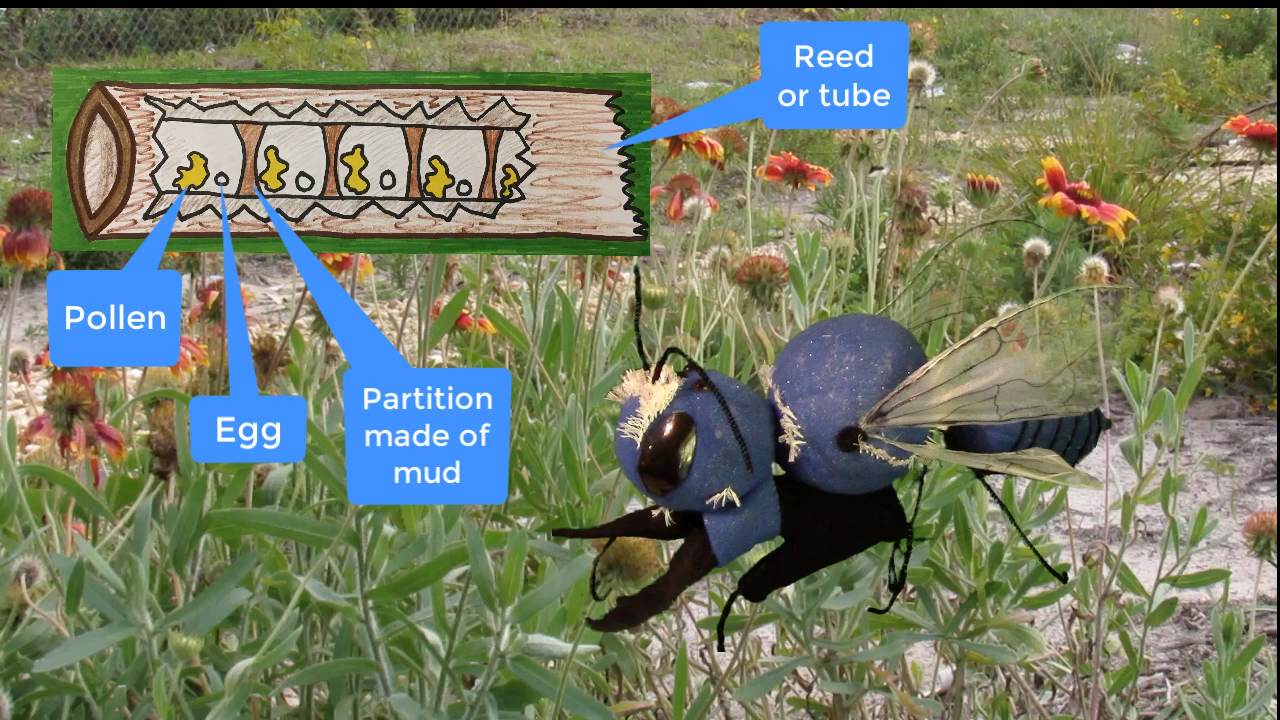 Reed
or tube
Pollen
Egg
Partition
made of
mud